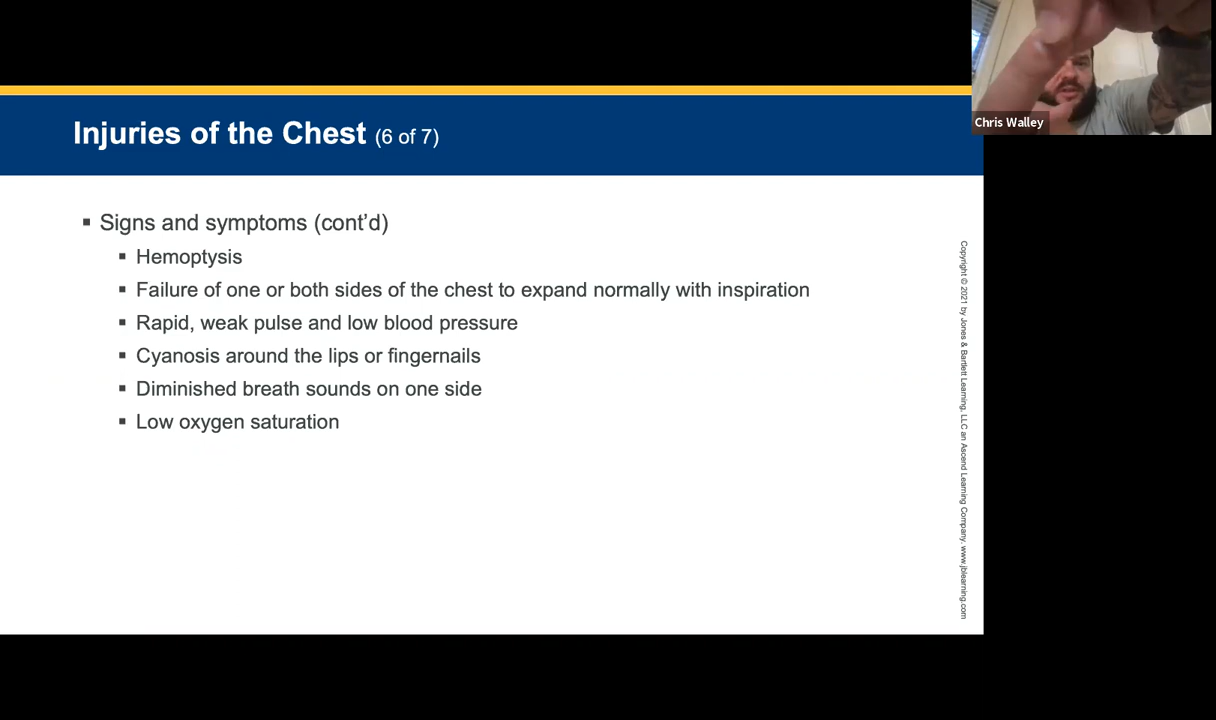 Injuries of the Chest (6 of 7)
▪ Signs and symptoms (cont’d)
▪ Hemoptysis
▪ Failure of one or both sides of the chest to expand normally with inspiration
▪ Rapid, weak pulse and low blood pressure
▪ Cyanosis around the lips or fingernails
▪ Diminished breath sounds on one side
▪ Low oxygen saturation
Copyright © 2021 by Jones & Bartlett Learning, LLC an Ascend Learning Company. www.jblearning.com
Chris Walley